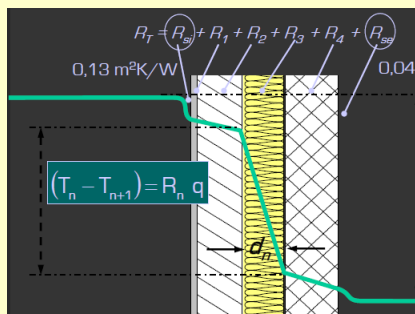 R_T = R_si + R_1 + R_2 + R_3 + R_4 + R_se
0,13 m²K/W
0,04
(T_n − T_n+1) = R_n q
d_n